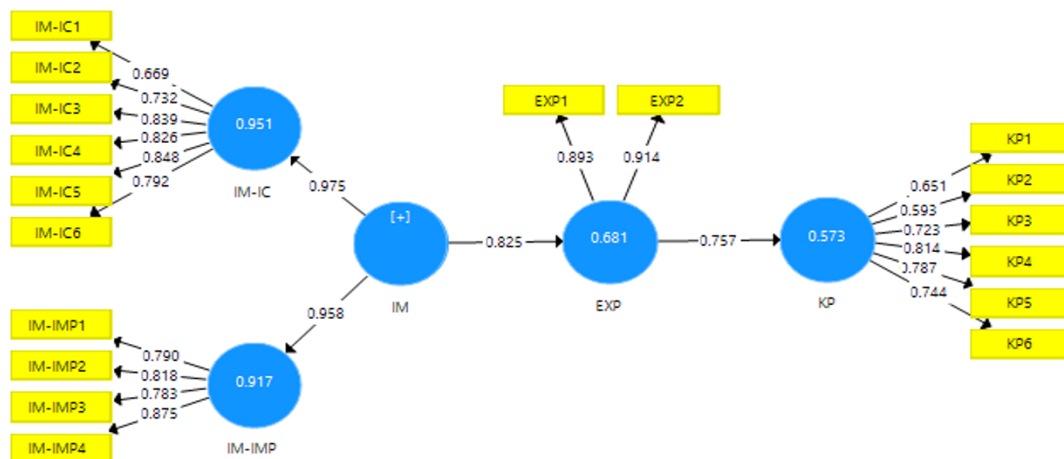 IM-IC1
IM-IC2
IM-IC3
IM-IC4
IM-IC5
IM-IC6
0.669
0.732
0.839
0.826
0.848
0.792
0.951
IM-IC
0.975
[+]
IM
0.958
IM-IMP1
IM-IMP2
IM-IMP3
IM-IMP4
0.790
0.818
0.783
0.875
0.917
IM-IMP
0.825
EXP1
EXP2
0.893
0.914
0.681
EXP
0.757
0.573
KP
0.651
0.593
0.723
0.814
0.787
0.744
KP1
KP2
KP3
KP4
KP5
KP6